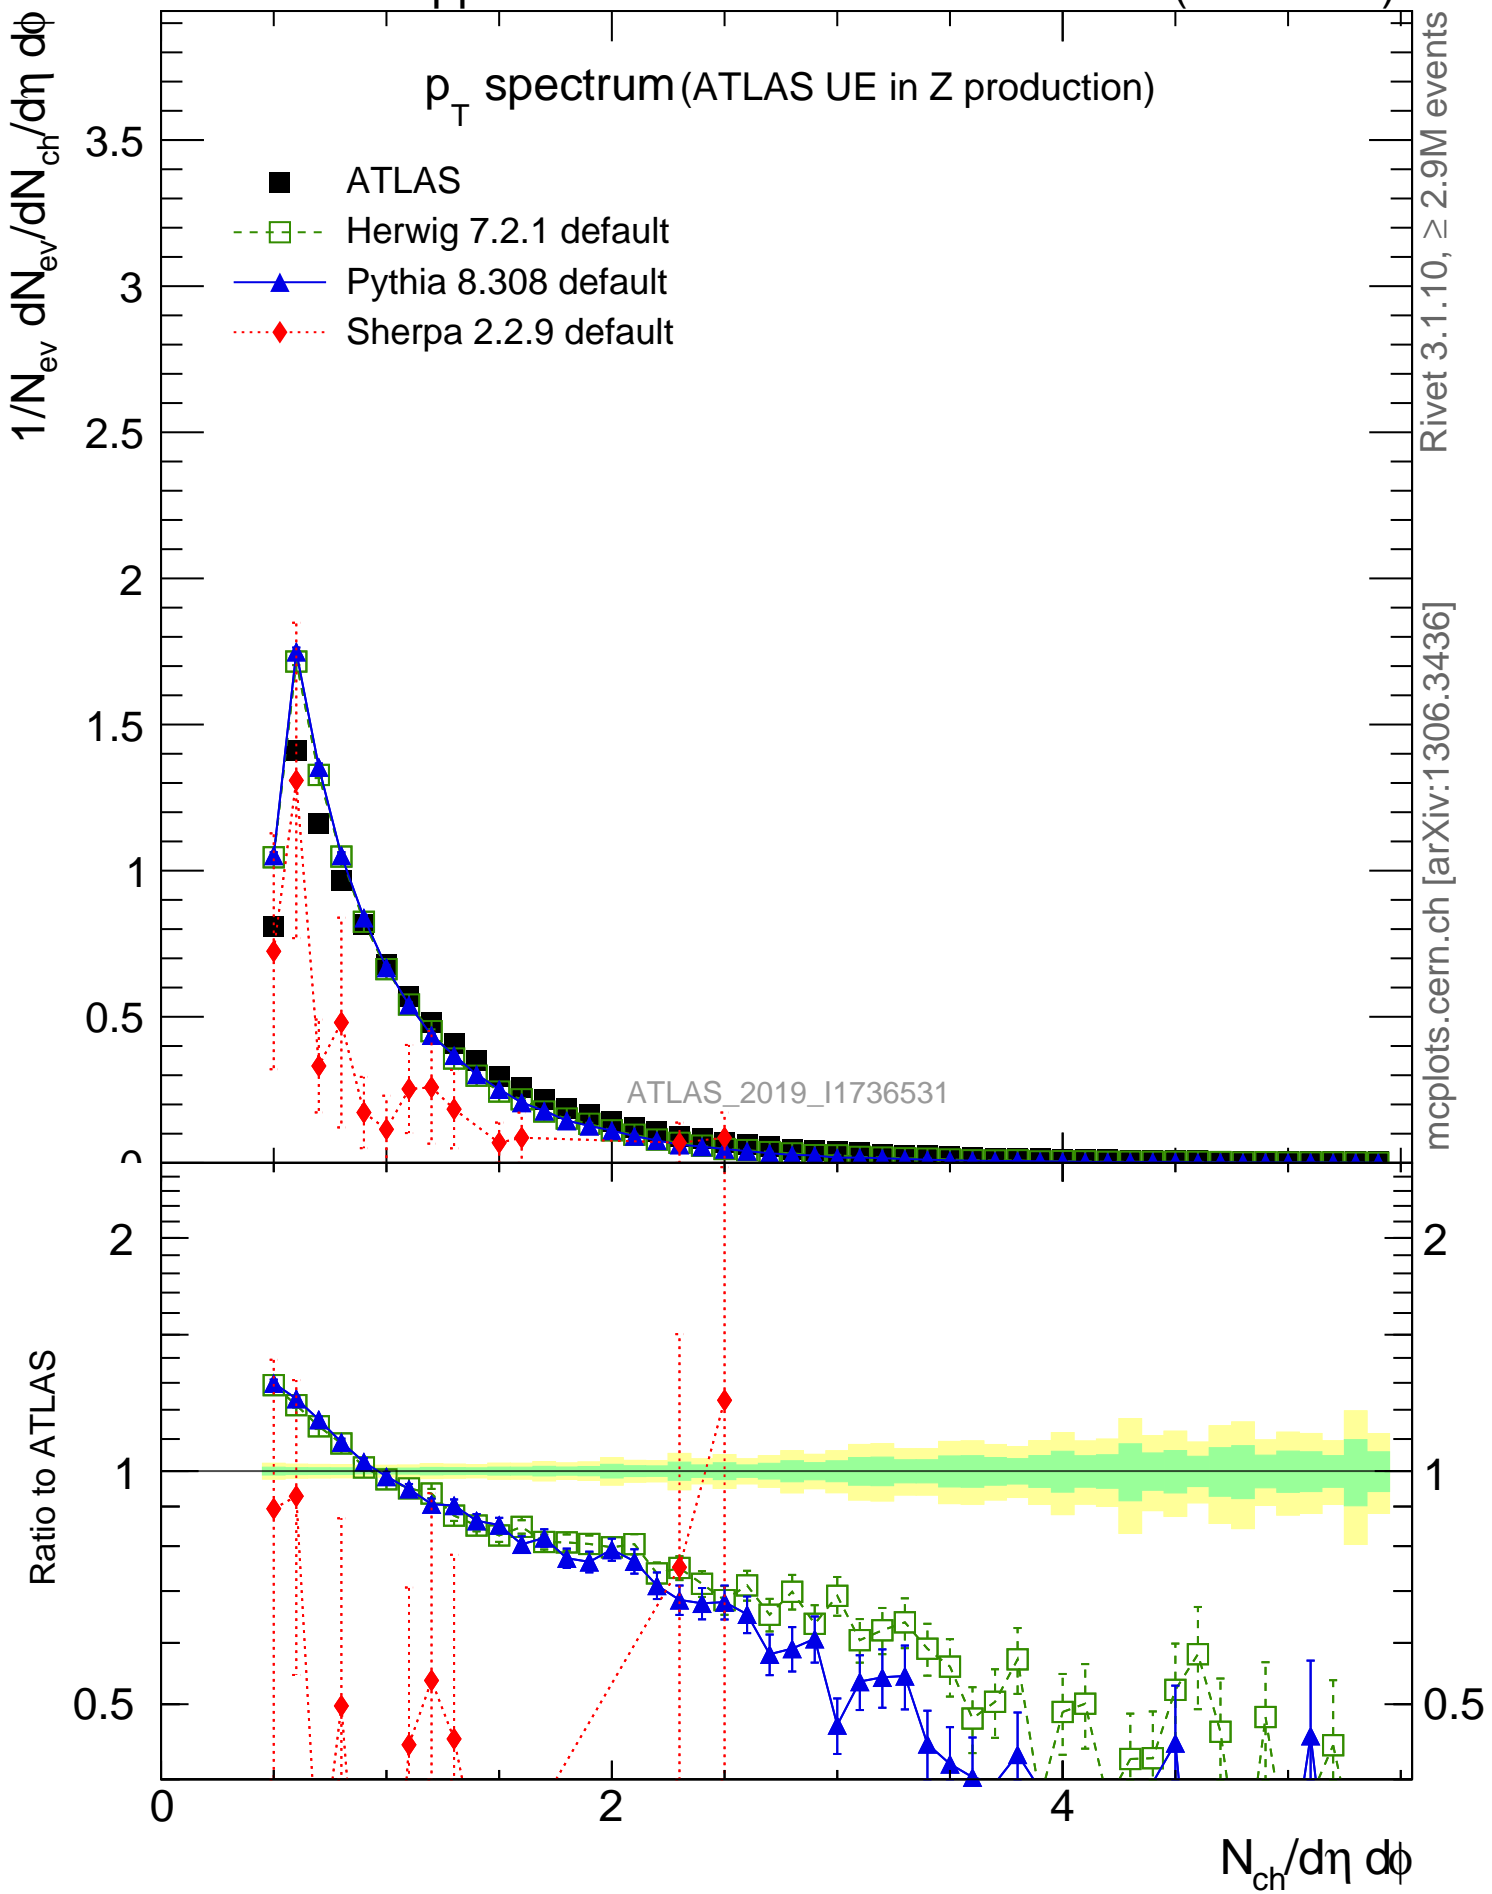 p_T spectrum (ATLAS UE in Z production)
1/N_ev dN_ev/dN_ch/dη dϕ
ATLAS
Herwig 7.2.1 default
Pythia 8.308 default
Sherpa 2.2.9 default
3.5
3
2.5
2
1.5
1
0.5
0
ATLAS_2019_I1736531
Rivet 3.1.10, ≥ 2.9M events
mcplots.cern.ch [arXiv:1306.3436]
Ratio to ATLAS
2
1
0.5
2
1
0.5
0 2 4
N_ch/dη dϕ